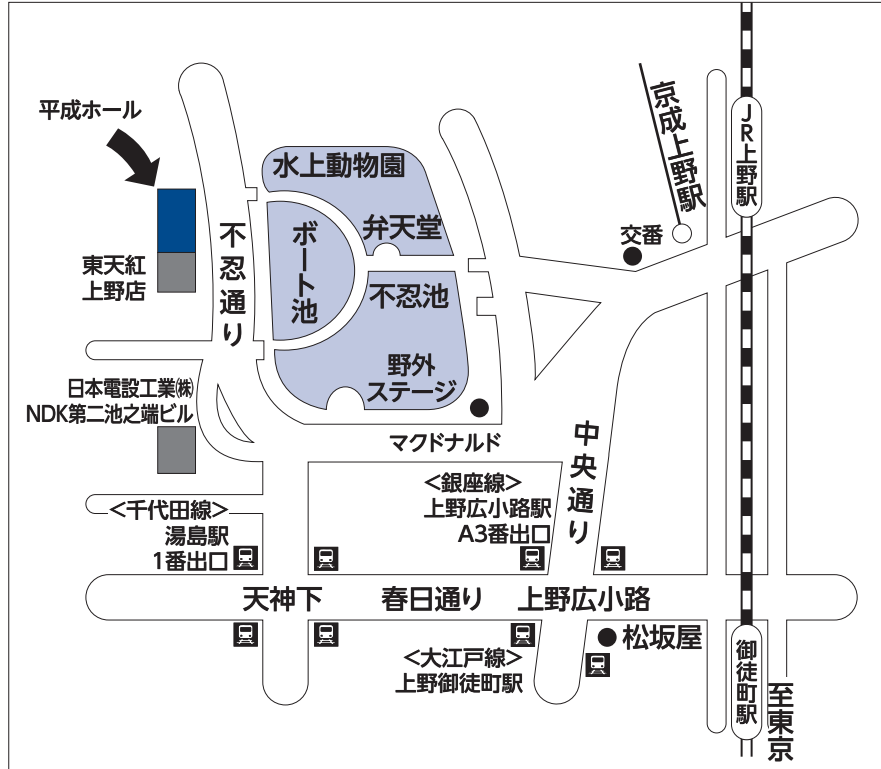 平成ホール
東天紅
上野店
不忍通り
水上動物園
弁天堂
ボート池
不忍池
野外
ステージ
京成上野駅
JR上野駅
交番
日本電設工業㈱
NDK第二池之端ビル
マクドナルド
中央通り
<千代田線>
湯島駅
1番出口
<銀座線>
上野広小路駅
A3番出口
天神下
春日通り
上野広小路
松坂屋
<大江戸線>
上野御徒町駅
御徒町駅
至東京